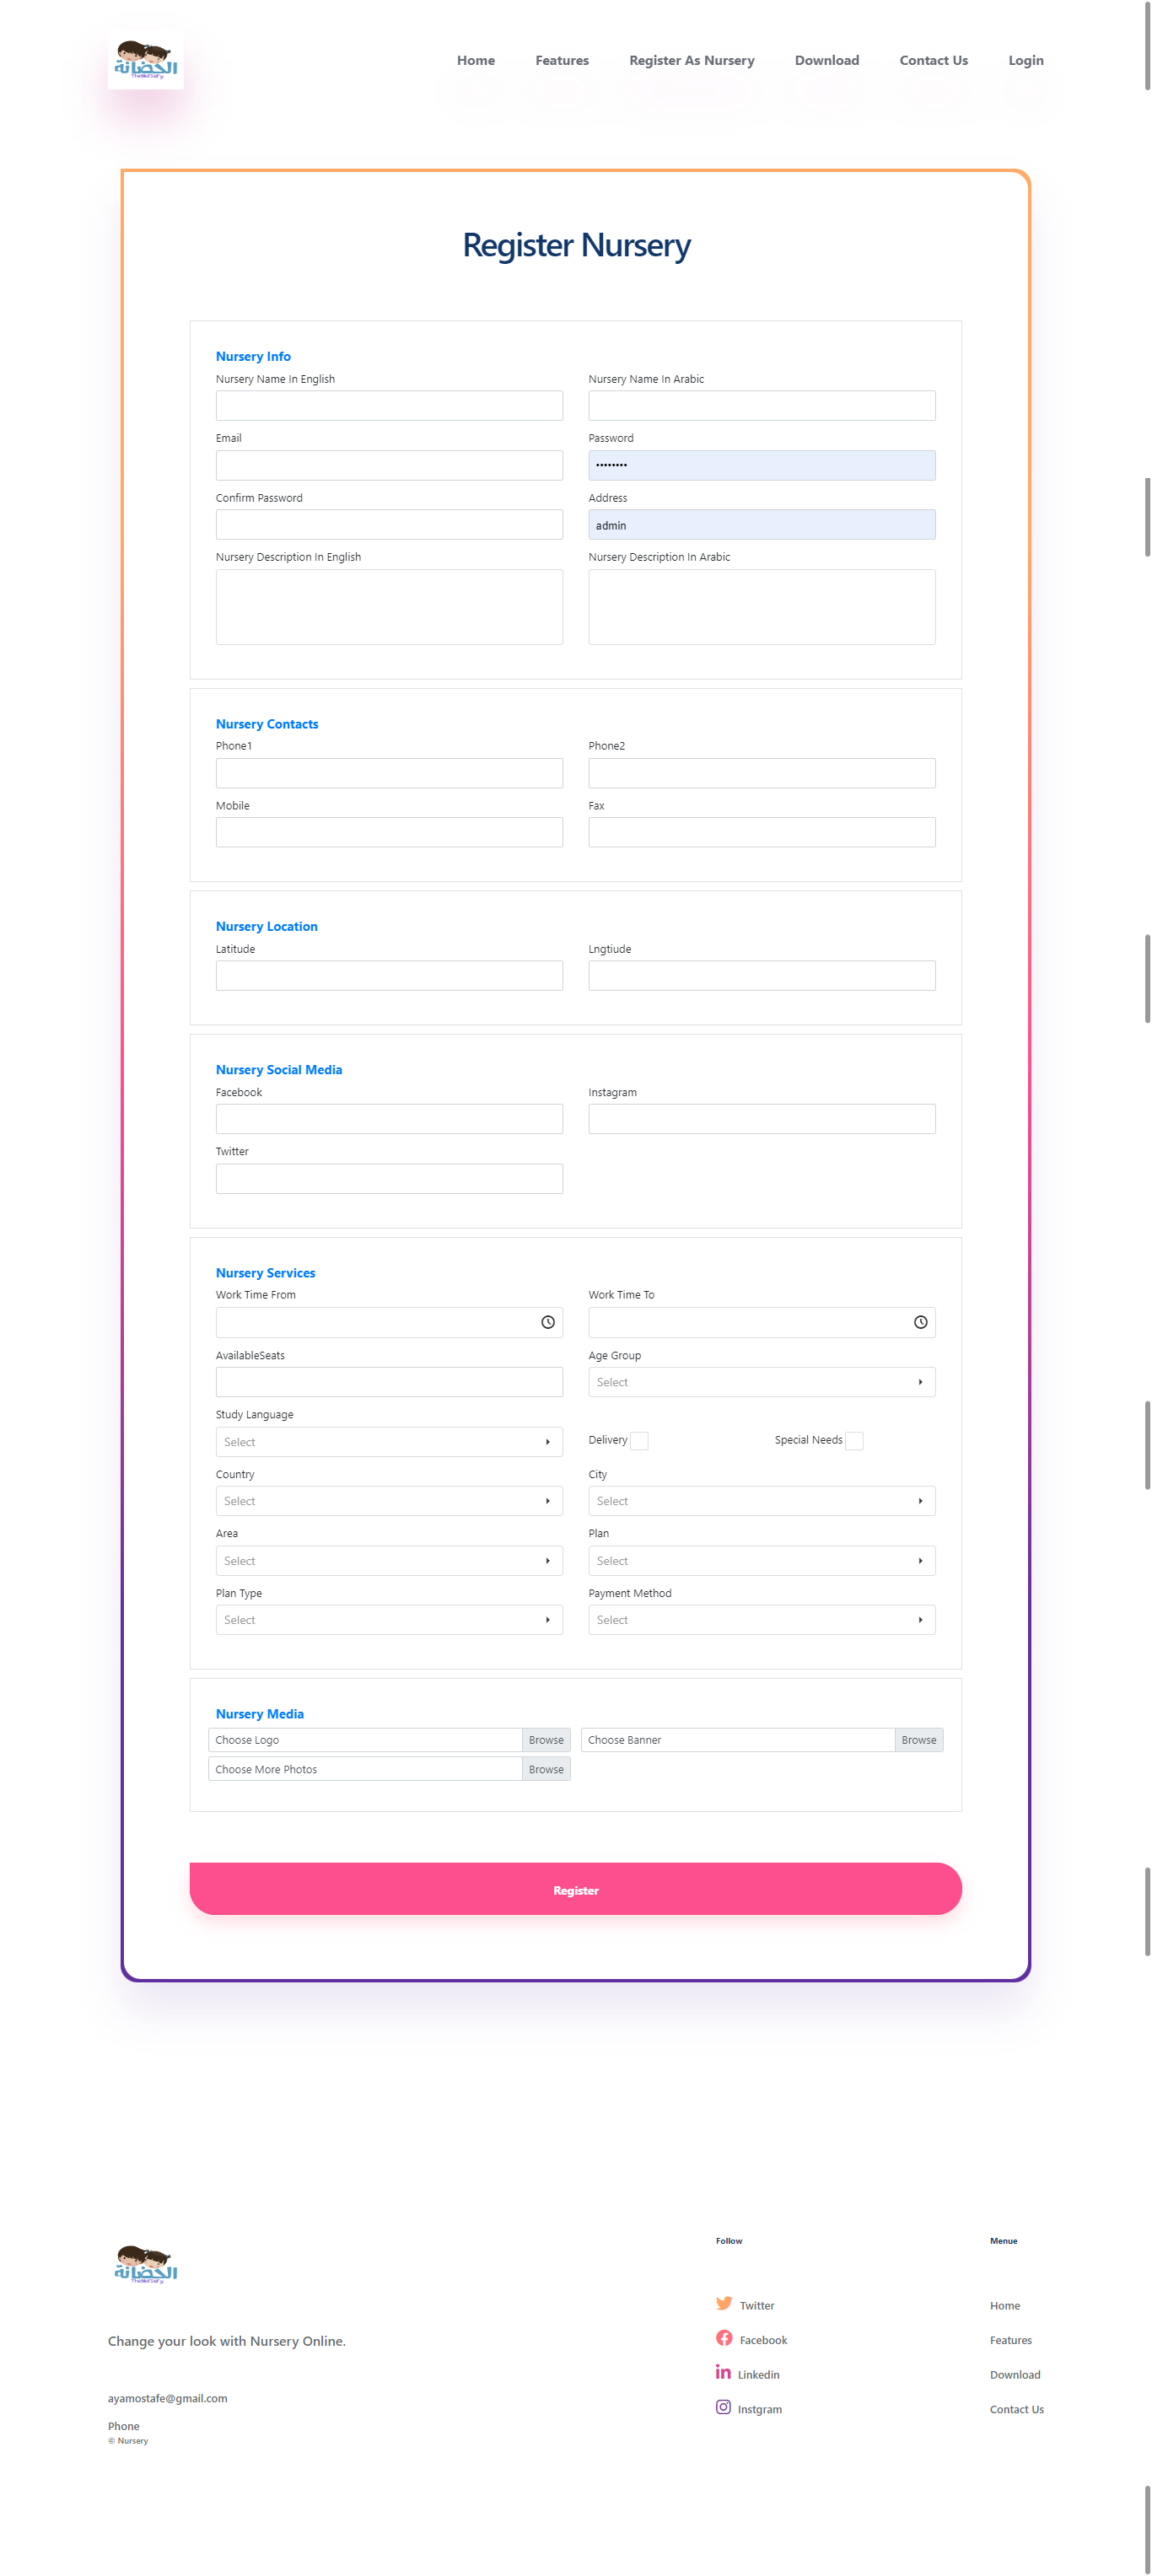 الحضانة
TheNurSary
Home Features Register As Nursery Download Contact Us Login
Register Nursery
Nursery Info
Nursery Name In English Nursery Name In Arabic
Email Password
••••••••
Confirm Password Address
admin
Nursery Description In English Nursery Description In Arabic
Nursery Contacts
Phone1 Phone2
Mobile Fax
Nursery Location
Latitude Lngtiude
Nursery Social Media
Facebook Instagram
Twitter
Nursery Services
Work Time From Work Time To
AvailableSeats Age Group
Select
Study Language
Select Delivery Special Needs
Country City
Select Select
Area Plan
Select Select
Plan Type Payment Method
Select Select
Nursery Media
Choose Logo Browse Choose Banner Browse
Choose More Photos Browse
Register
الحضانة
TheNurSary
Follow Menue
Twitter Home
Change your look with Nursery Online.
Facebook Features
Linkedin Download
ayamostafe@gmail.com
Instgram Contact Us
Phone
© Nursery